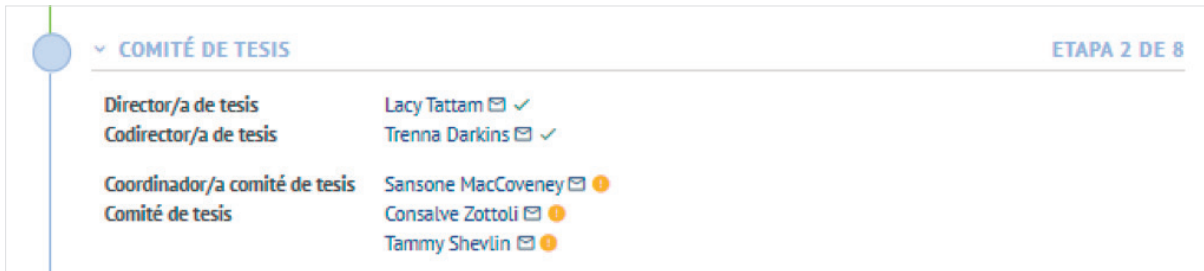 COMITÉ DE TESIS ETAPA 2 DE 8
Director/a de tesis Lacy Tattam
Codirector/a de tesis Trenna Darkins
Coordinador/a comité de tesis Sansone MacCoveney
Comité de tesis Consalve Zottoli
Tammy Shevlin